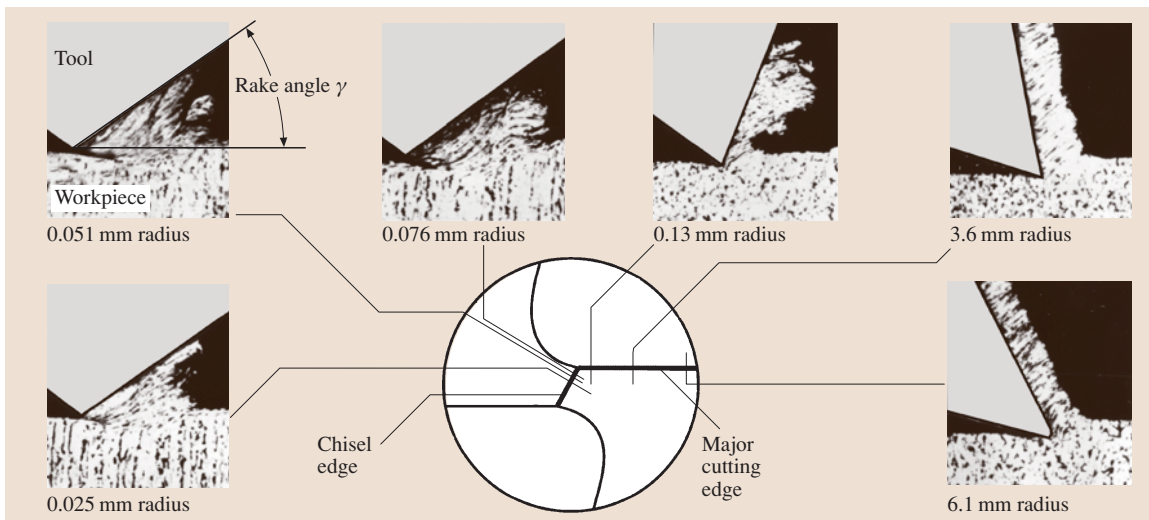 Tool
Rake angle γ
Workpiece
0.051 mm radius
0.076 mm radius
0.13 mm radius
3.6 mm radius
Chisel
edge
Major
cutting
edge
0.025 mm radius
6.1 mm radius